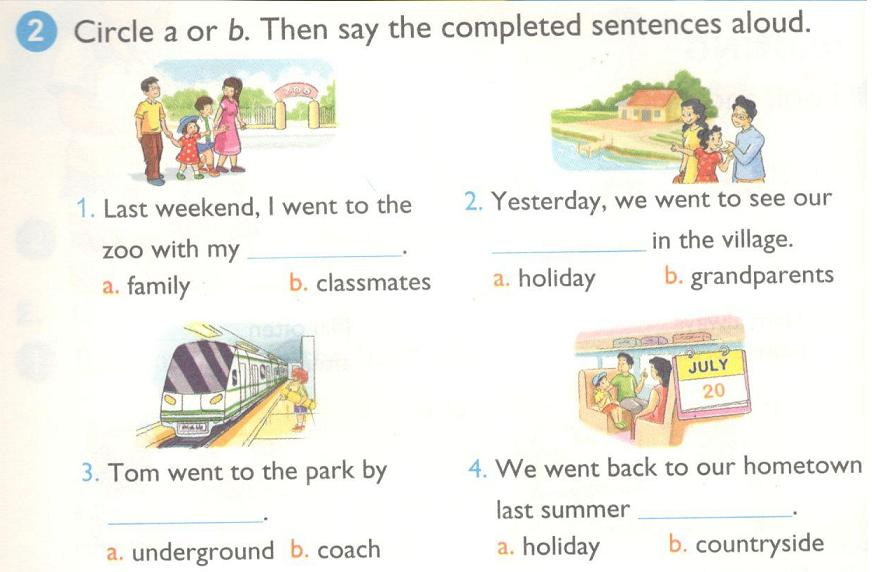 2 Circle a or b. Then say the completed sentences aloud.
1. Last weekend, I went to the
zoo with my ____________.
a. family b. classmates
2. Yesterday, we went to see our
____________ in the village.
a. holiday b. grandparents
3. Tom went to the park by
____________.
a. underground b. coach
JULY
20
4. We went back to our hometown
last summer ____________.
a. holiday b. countryside